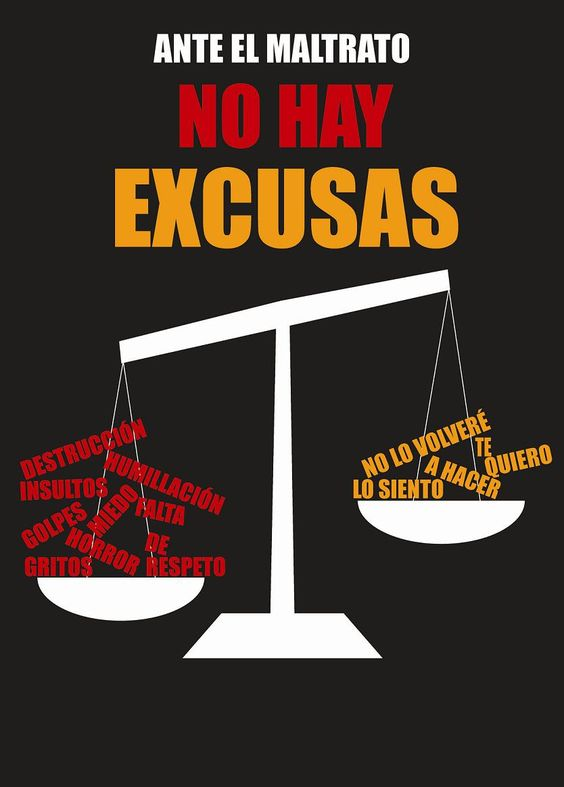 ANTE EL MALTRATO
NO HAY
EXCUSAS
DESTRUCCIÓN
HUMILLACIÓN
INSULTOS
MIEDO
FALTA
GOLPES
HORROR
DE
GRITOS
RESPETO
NO LO VOLVERÉ
A HACER
TE
QUIERO
LO SIENTO